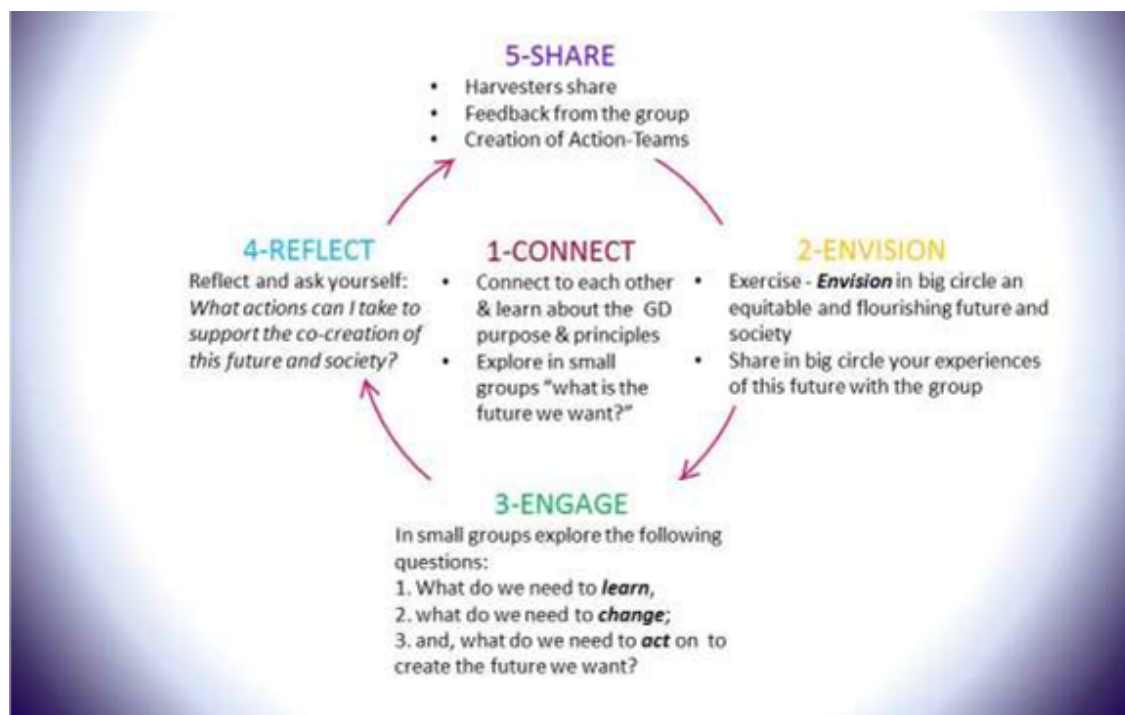 5-SHARE
• Harvesters share
• Feedback from the group
• Creation of Action-Teams
4-REFLECT
Reflect and ask yourself:
What actions can I take to
support the co-creation of
this future and society?
1-CONNECT
• Connect to each other
& learn about the GD
purpose & principles
• Explore in small
groups “what is the
future we want?”
2-ENVISION
• Exercise - Envision in big circle an
equitable and flourishing future and
society
• Share in big circle your experiences
of this future with the group
3-ENGAGE
In small groups explore the following
questions:
1. What do we need to learn,
2. what do we need to change;
3. and, what do we need to act on to
create the future we want?